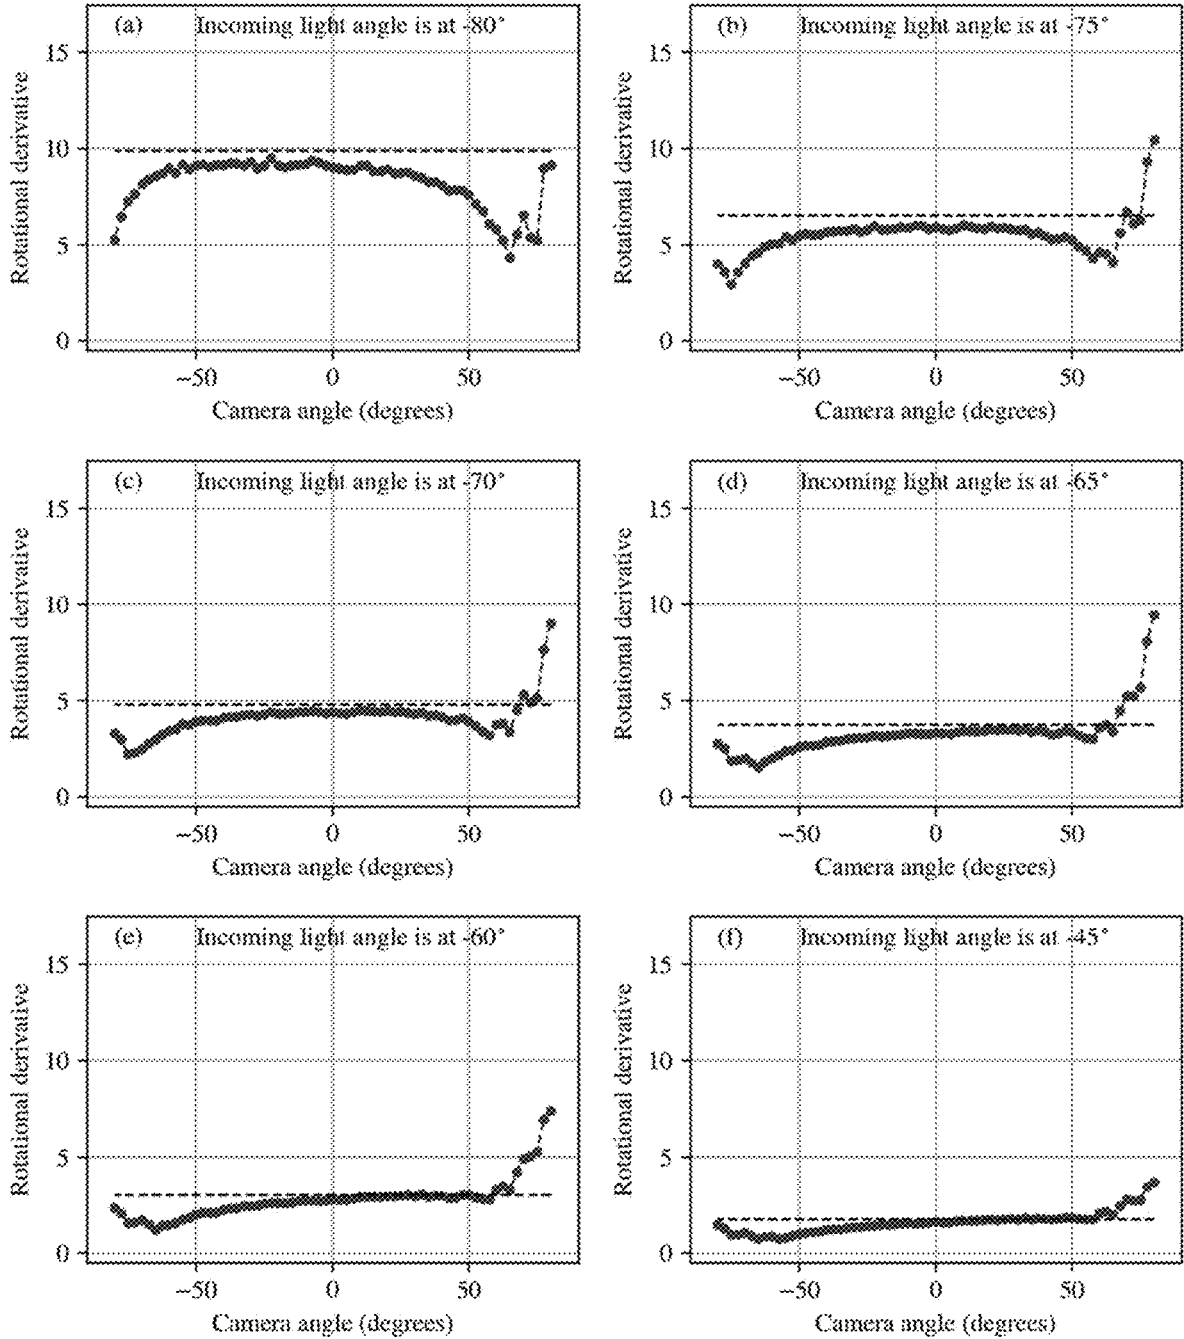 (a) Incoming light angle is at -80°
15
10
5
0
Rotational derivative
−50 0 50
Camera angle (degrees)
(b) Incoming light angle is at -75°
15
10
5
0
Rotational derivative
−50 0 50
Camera angle (degrees)
(c) Incoming light angle is at -70°
15
10
5
0
Rotational derivative
−50 0 50
Camera angle (degrees)
(d) Incoming light angle is at -65°
15
10
5
0
Rotational derivative
−50 0 50
Camera angle (degrees)
(e) Incoming light angle is at -60°
15
10
5
0
Rotational derivative
−50 0 50
Camera angle (degrees)
(f) Incoming light angle is at -45°
15
10
5
0
Rotational derivative
−50 0 50
Camera angle (degrees)